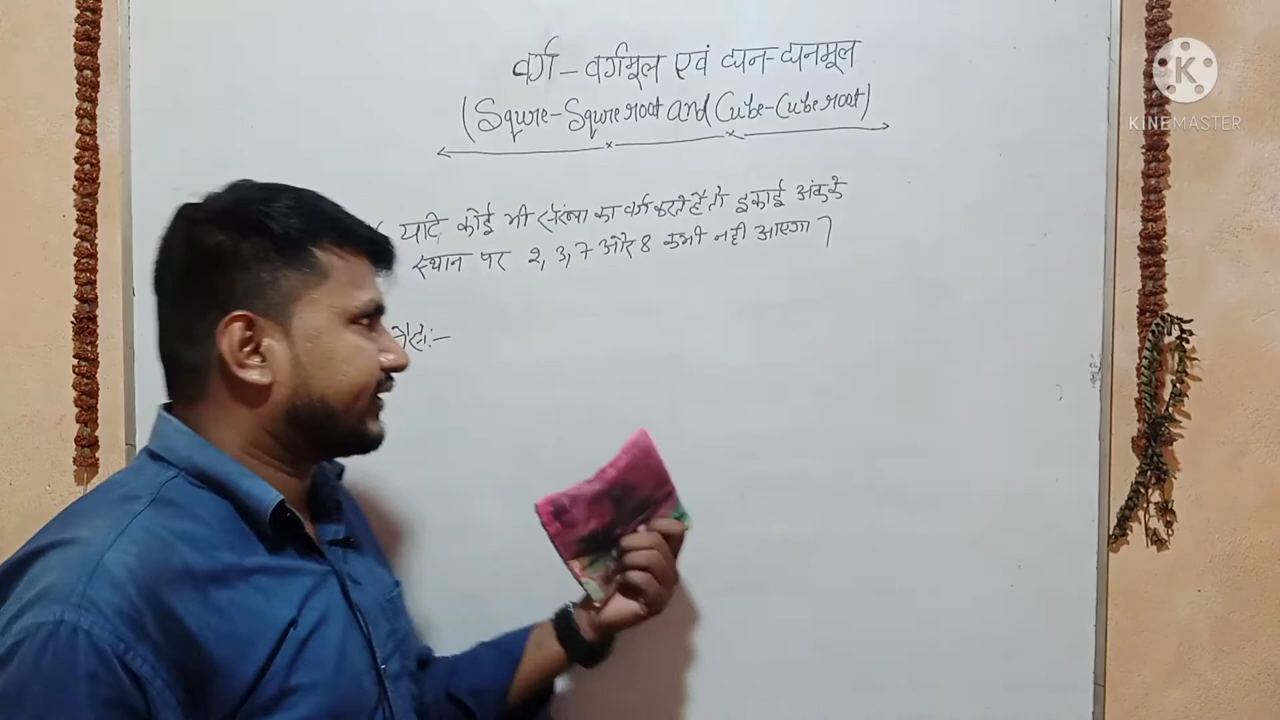 वर्ग - वर्गमूल एवं घन-घनमूल
(Squre-Squre root and Cube-Cube root)
यदि कोई भी संख्या का वर्ग करते है तो इकाई अंक के
स्थान पर 2, 3, 7 और 8 कभी नही आएगा ?
जैसे:-
KINEMASTER